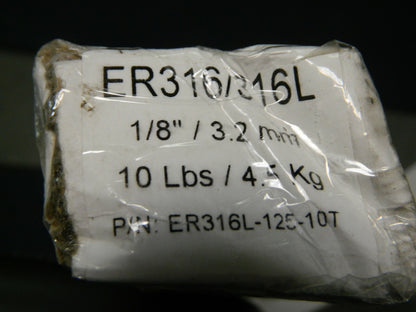 ER316/316L
1/8" / 3.2 mm
10 Lbs / 4.5 Kg
P/N: ER316L-125-10T